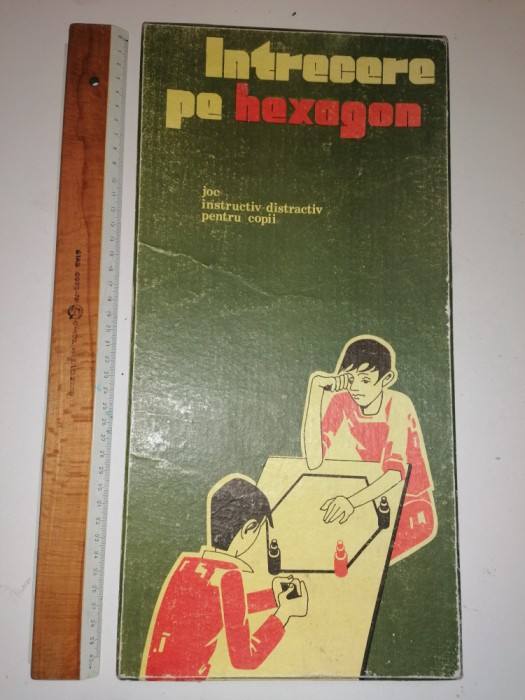 Intrecere
pe hexagon
joc
instructiv-distractiv
pentru copii